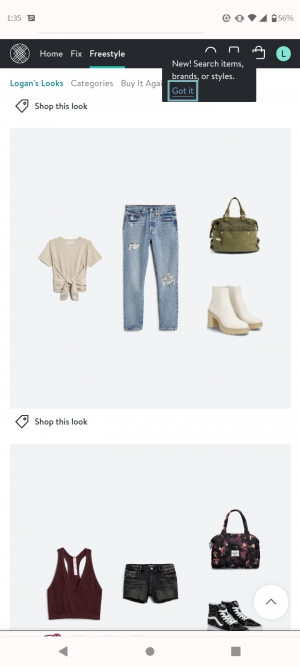 1:35
56%
Home Fix Freestyle
L
New! Search items,
brands, or styles.
Got it
Logan's Looks Categories Buy It Agai
Shop this look
Shop this look